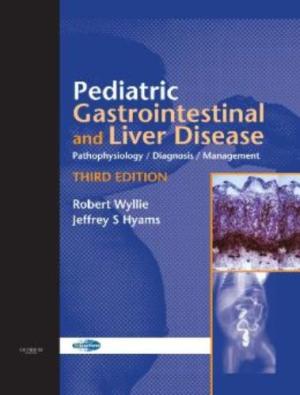 Pediatric
Gastrointestinal
and Liver Disease
Pathophysiology / Diagnosis / Management
THIRD EDITION
Robert Wyllie
Jeffrey S Hyams